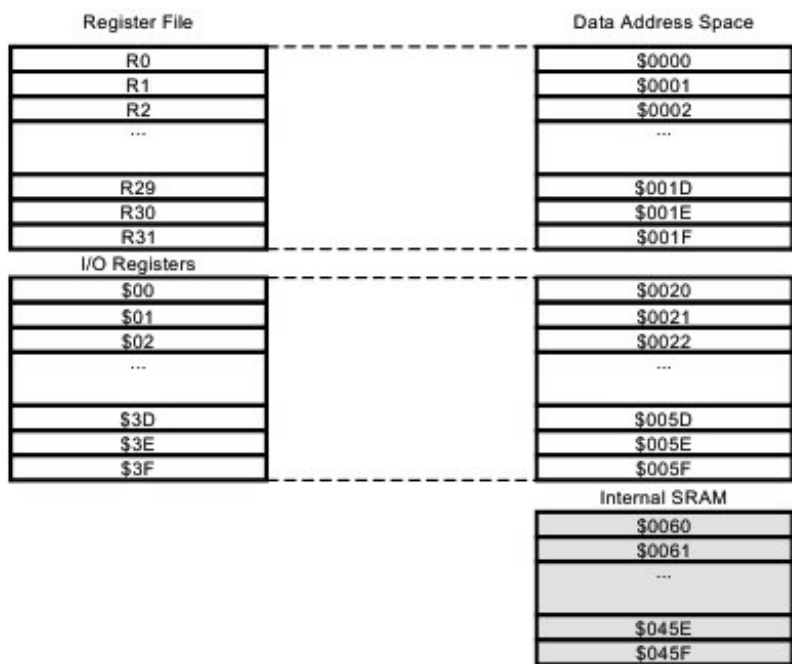 Register File
Data Address Space
R0
$0000
R1
$0001
R2
$0002
...
...
R29
$001D
R30
$001E
R31
$001F
I/O Registers
$00
$0020
$01
$0021
$02
$0022
...
...
$3D
$005D
$3E
$005E
$3F
$005F
Internal SRAM
$0060
$0061
...
$045E
$045F